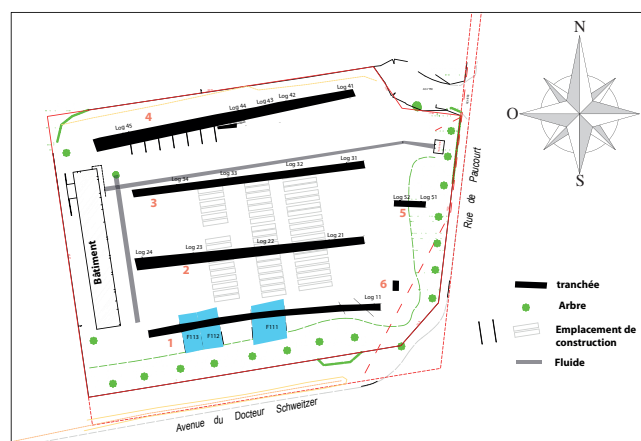 N
O
E
S
Log 41
Log 42
Log 43
Log 44
Log 45
4
Log 31
Log 32
Log 33
Log 34
3
Log 52
Log 51
5
Rue de Paucourt
Bâtiment
Log 21
Log 22
Log 23
Log 24
2
6
Log 11
1
F113
F112
F111
Avenue du Docteur Schweitzer
tranchée
Arbre
Emplacement de
construction
Fluide